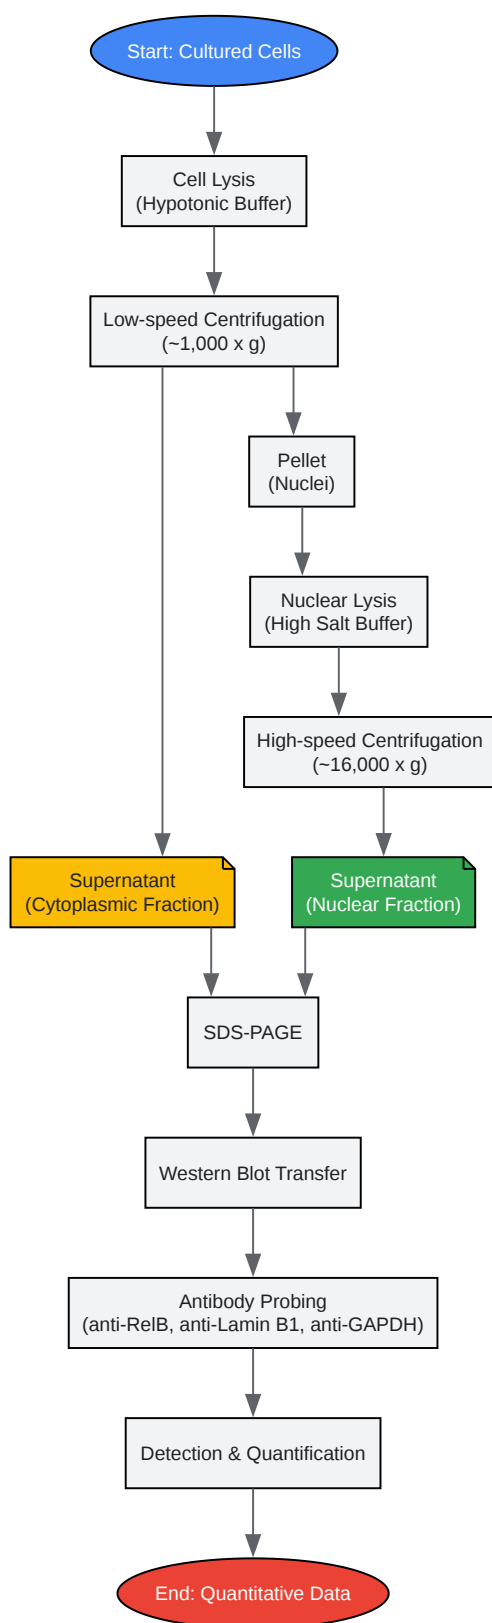 Start: Cultured Cells
Cell Lysis
(Hypotonic Buffer)
Low-speed Centrifugation
(~1,000 x g)
Pellet
(Nuclei)
Nuclear Lysis
(High Salt Buffer)
High-speed Centrifugation
(~16,000 x g)
Supernatant
(Cytoplasmic Fraction)
Supernatant
(Nuclear Fraction)
SDS-PAGE
Western Blot Transfer
Antibody Probing
(anti-RelB, anti-Lamin B1, anti-GAPDH)
Detection & Quantification
End: Quantitative Data